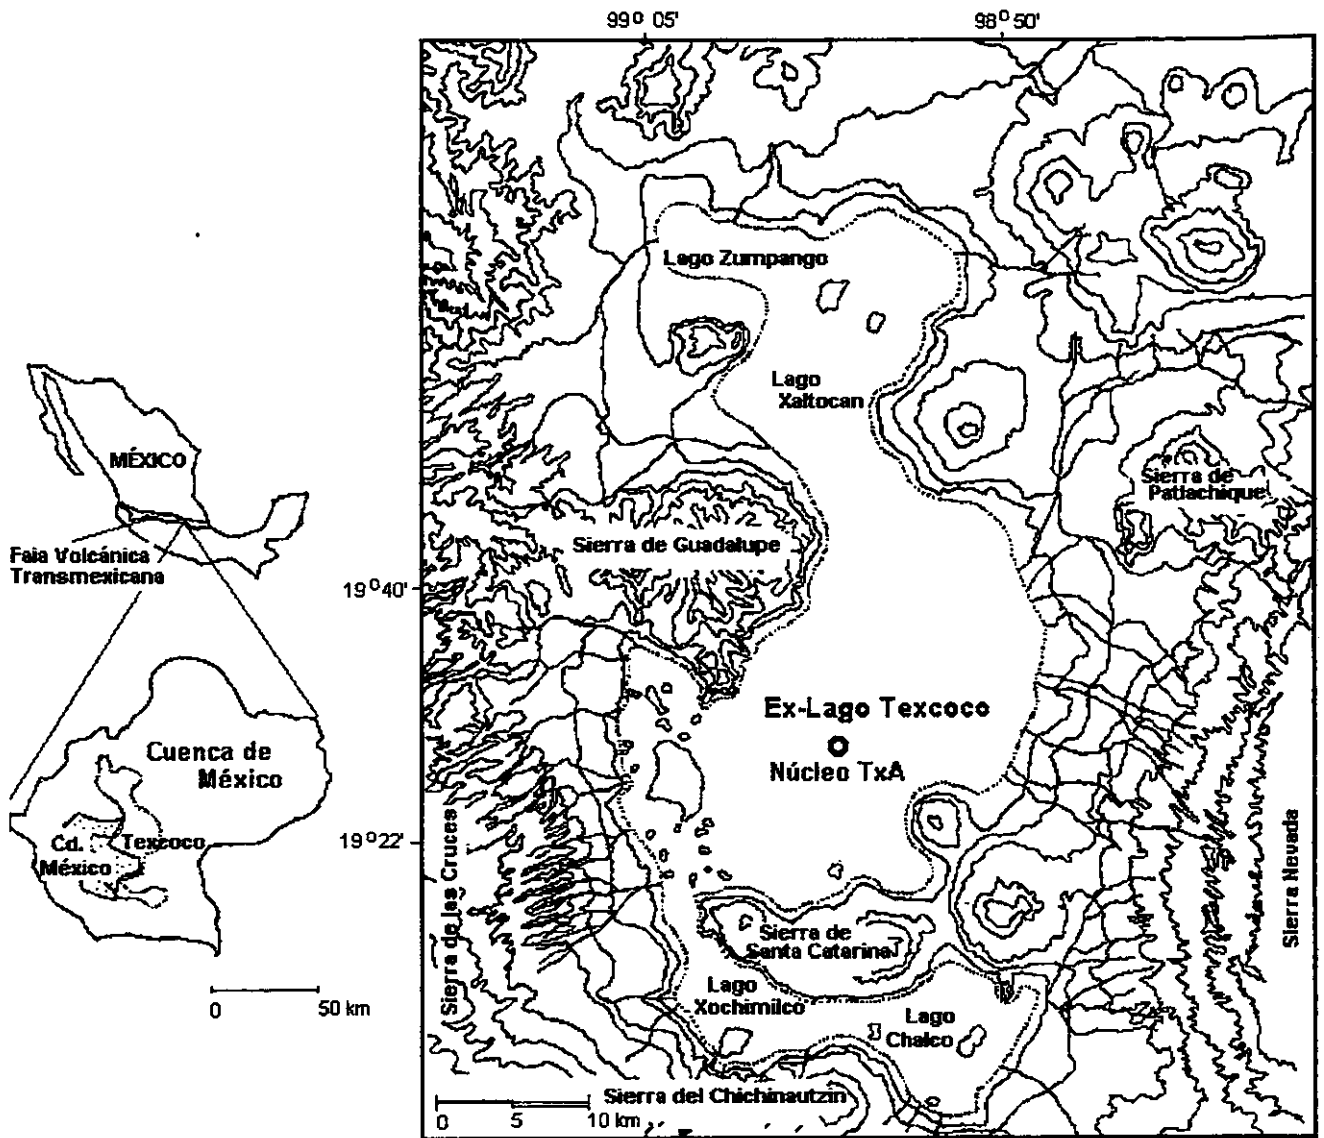 99° 05'
98° 50'
Lago Zumpango
Lago
Xaltocan
MÉXICO
Sierra de
Patlachique
Faja Volcánica
Transmexicana
Sierra de Guadalupe
19° 40'
Ex-Lago Texcoco
Núcleo TxA
Cuenca de
México
Cd.
México
Texcoco
19° 22'
Sierra de las Cruces
Sierra Nevada
Sierra de
Santa Catarina
Lago
Xochimilco
Lago
Chalco
0 50 km
Sierra del Chichinautzin
0 5 10 km